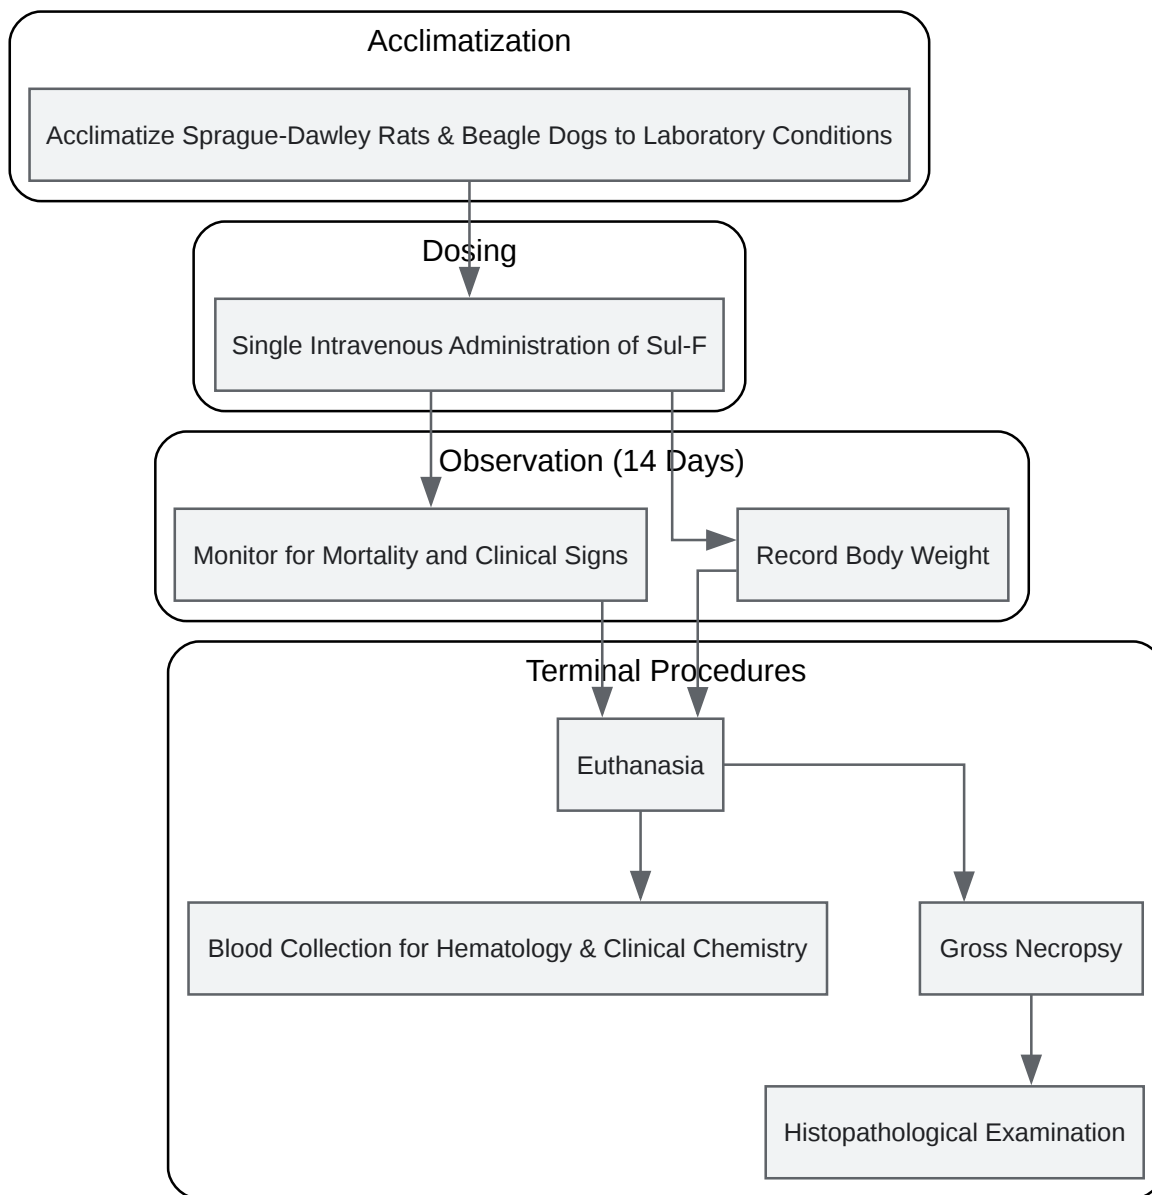 Acclimatization
Acclimatize Sprague-Dawley Rats & Beagle Dogs to Laboratory Conditions
Dosing
Single Intravenous Administration of Sul-F
Observation (14 Days)
Monitor for Mortality and Clinical Signs
Record Body Weight
Terminal Procedures
Euthanasia
Blood Collection for Hematology & Clinical Chemistry
Gross Necropsy
Histopathological Examination